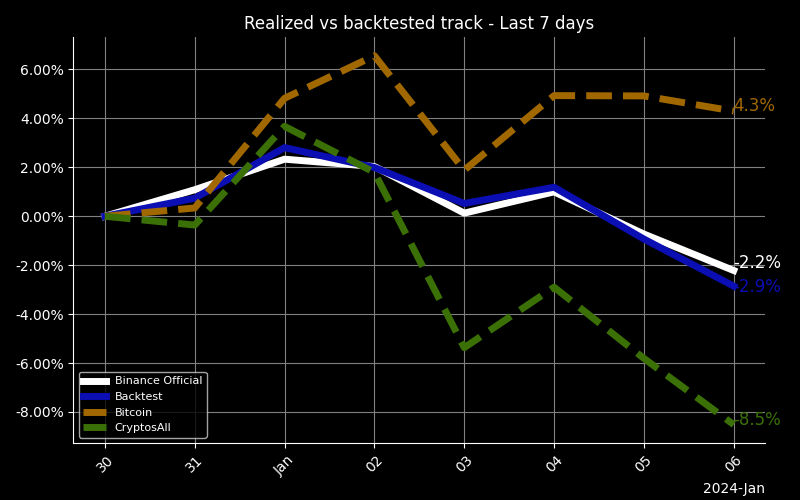 Realized vs backtested track - Last 7 days
6.00%
4.00%
2.00%
0.00%
-2.00%
-4.00%
-6.00%
-8.00%
4.3%
-2.2%
-2.9%
-8.5%
Binance Official
Backtest
Bitcoin
CryptosAll
30
31
Jan
02
03
04
05
06
2024-Jan